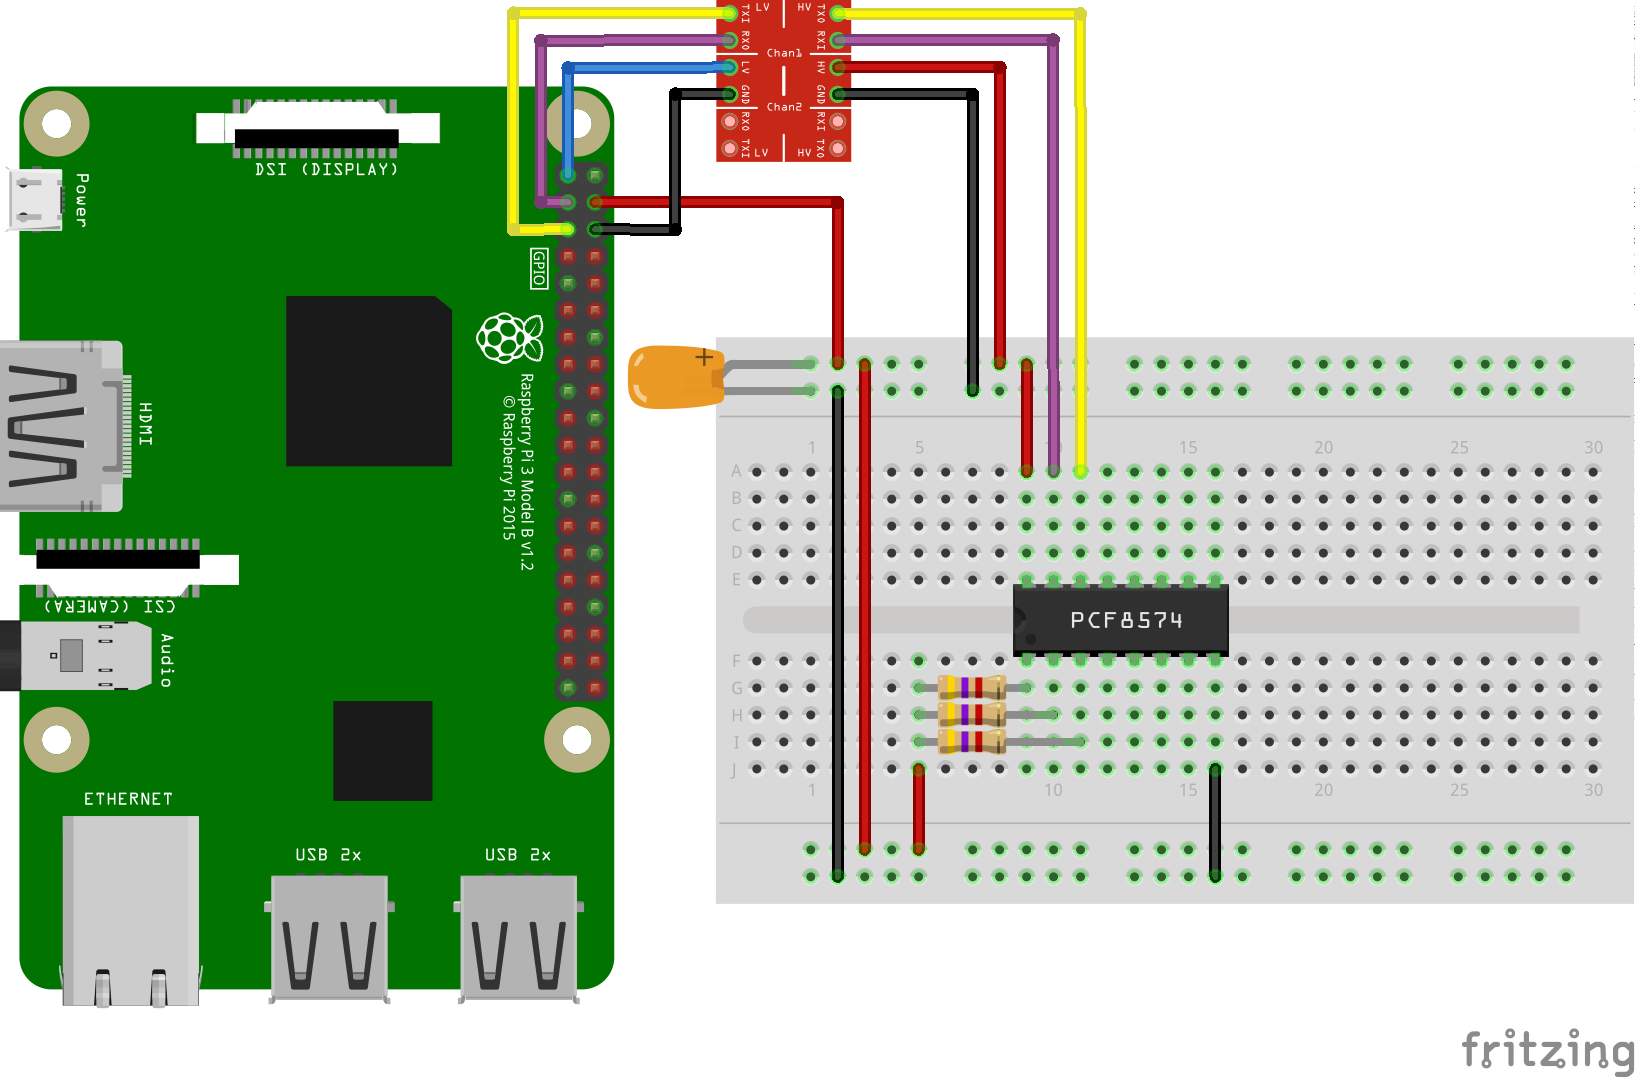 TXI LV HV TXO
RXO RXI
Chan1
LV HV
GND GND
Chan2
RXO RXI
TXI LV HV TXO
DSI (DISPLAY)
Power
GPIO
HDMI
Raspberry Pi 3 Model B v1.2
© Raspberry Pi 2015
CSI (CAMERA)
Audio
ETHERNET
USB 2x
USB 2x
+
1 5 10 15 20 25 30
A
B
C
D
E
PCF8574
F
G
H
I
J
1 10 15 20 25 30
fritzing